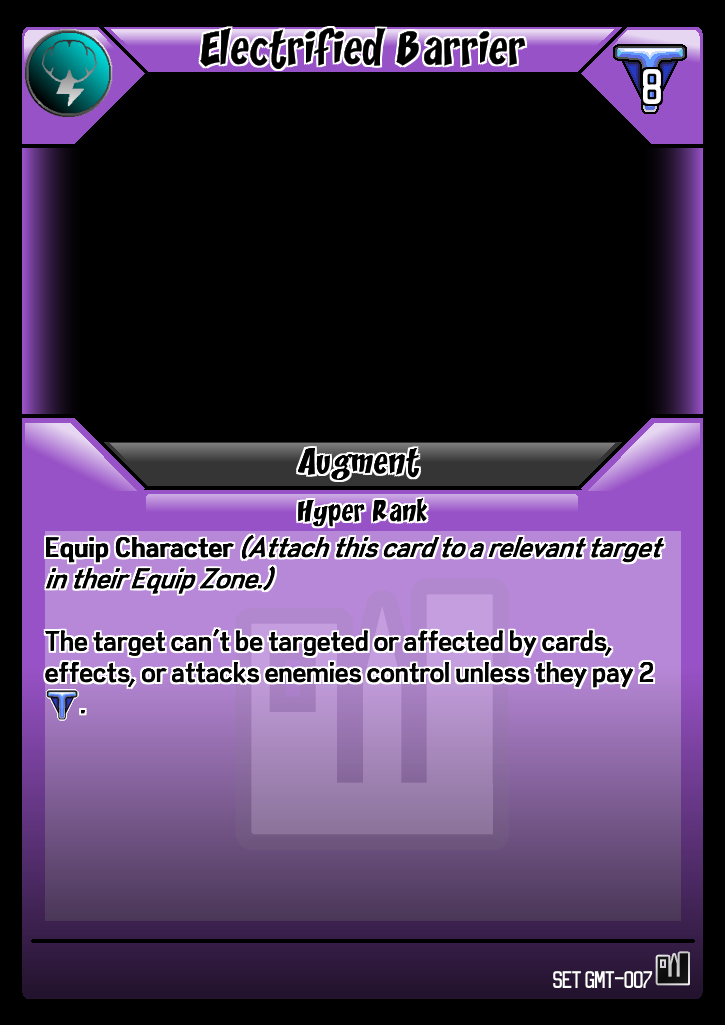 Electrified Barrier
8
Augment
Hyper Rank
Equip Character (Attach this card to a relevant target
in their Equip Zone.)
The target can't be targeted or affected by cards,
effects, or attacks enemies control unless they pay 2
T.
SET GMT-007